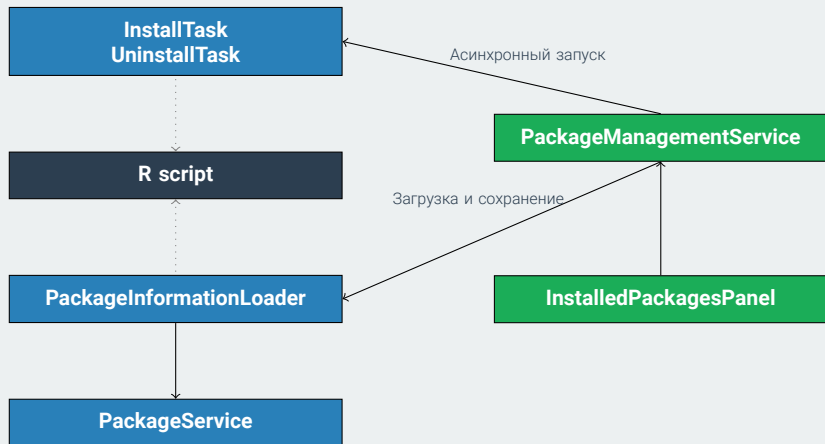 InstallTask
UninstallTask
Асинхронный запуск
PackageManagementService
R script
Загрузка и сохранение
PackageInformationLoader
InstalledPackagesPanel
PackageService